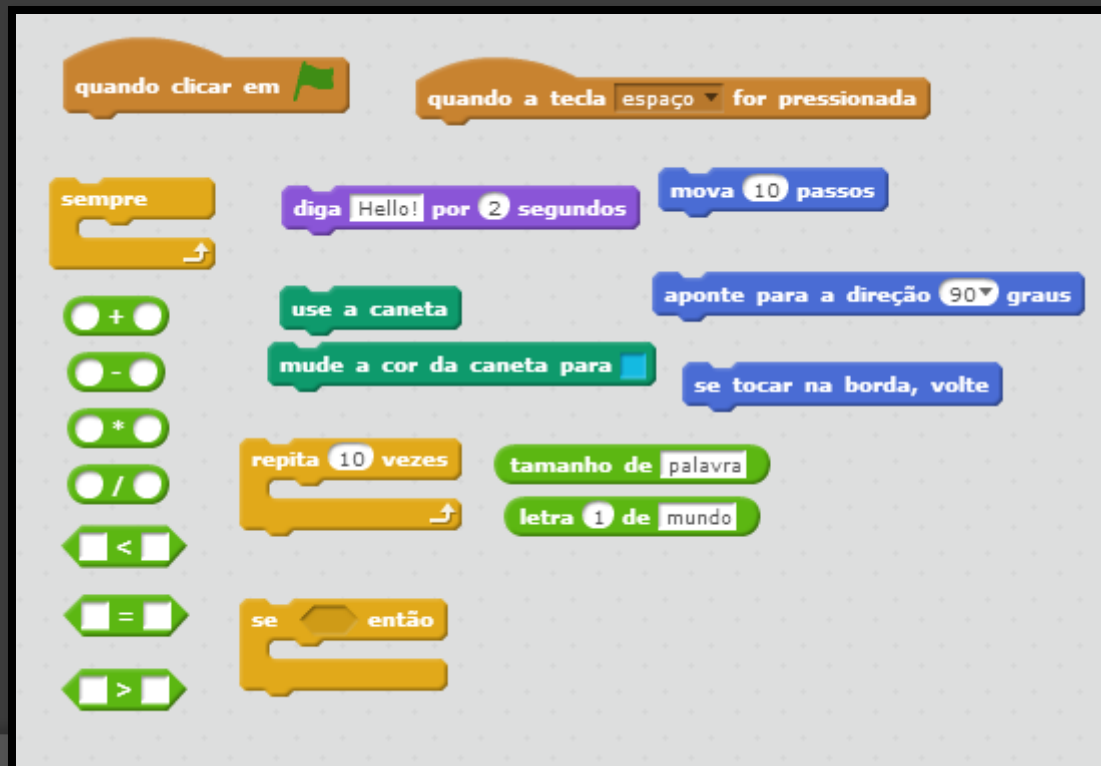 quando clicar em
quando a tecla espaço for pressionada
sempre
diga Hello! por 2 segundos
mova 10 passos
+
use a caneta
aponte para a direção 90 graus
-
mude a cor da caneta para
se tocar na borda, volte
*
repita 10 vezes
tamanho de palavra
/
letra 1 de mundo
<
=
se então
>